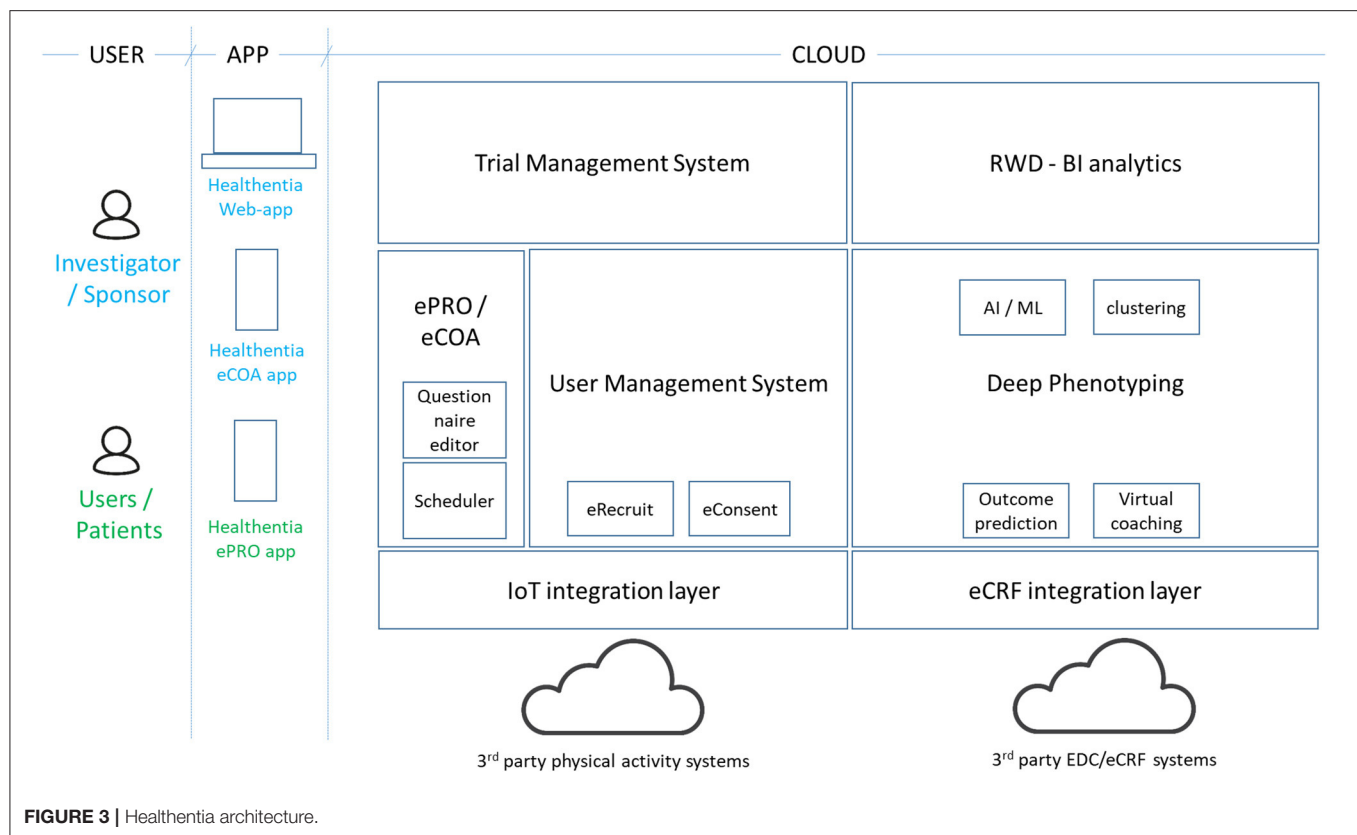 USER
APP
CLOUD
Investigator
/ Sponsor
Users /
Patients
Healthentia
Web-app
Healthentia
eCOA app
Healthentia
ePRO app
Trial Management System
RWD - BI analytics
ePRO /
eCOA
Question
naire
editor
Scheduler
User Management System
eRecruit
eConsent
AI / ML
clustering
Deep Phenotyping
Outcome
prediction
Virtual
coaching
IoT integration layer
eCRF integration layer
3rd party physical activity systems
3rd party EDC/eCRF systems
FIGURE 3 | Healthentia architecture.